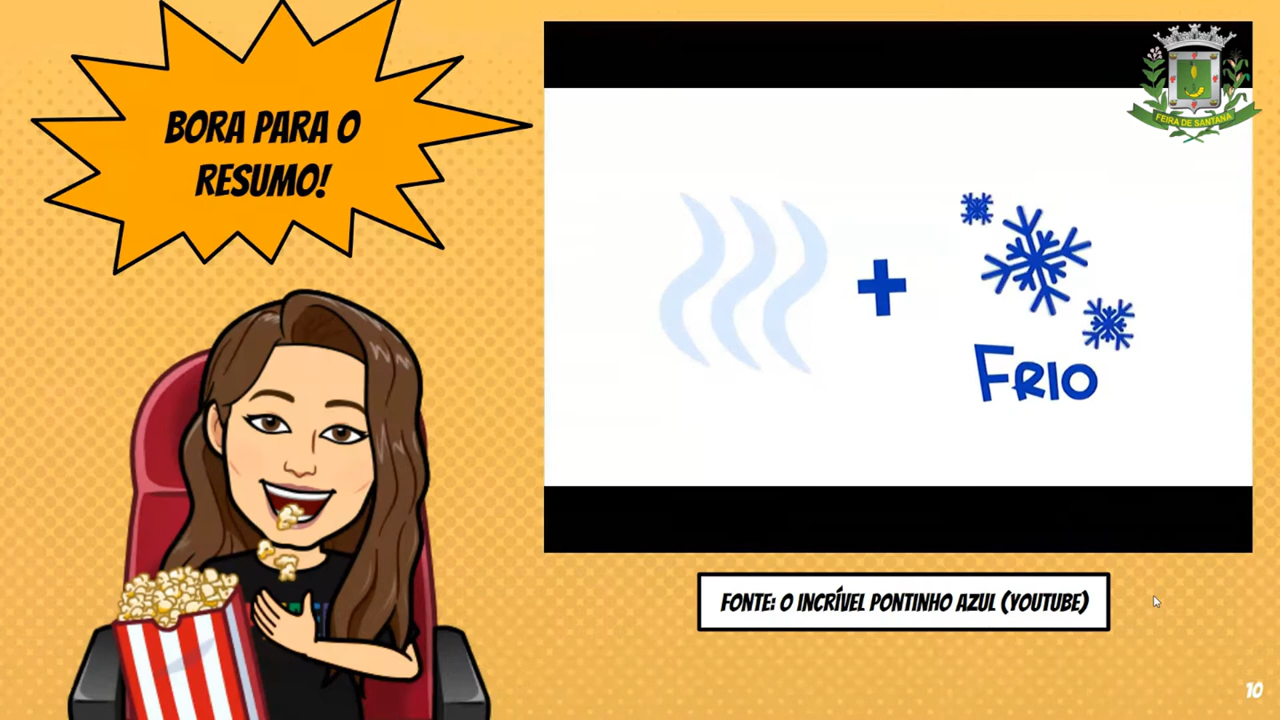 BORA PARA O
RESUMO!
FEIRA DE SANTANA
FRIO
FONTE: O INCRÍVEL PONTINHO AZUL (YOUTUBE)
10